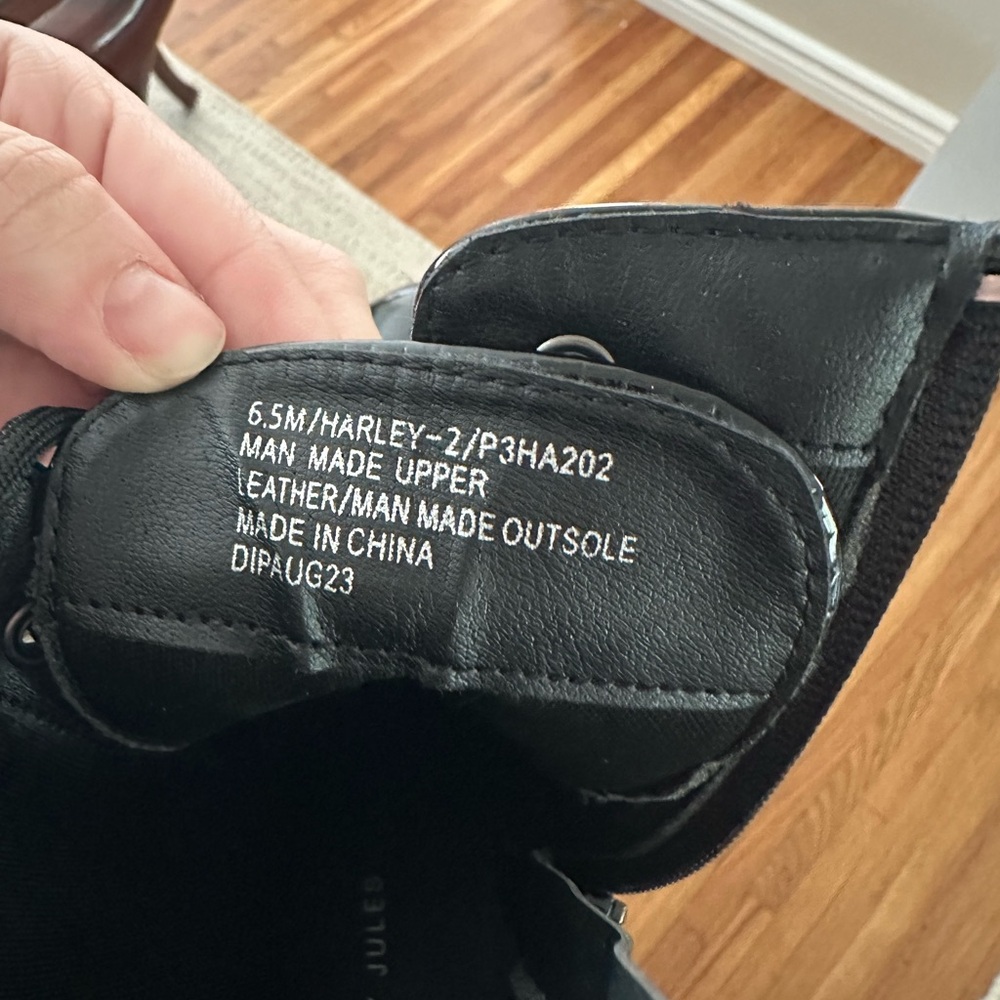 6.5M/HARLEY-2/P3HA202
MAN MADE UPPER
LEATHER/MAN MADE OUTSOLE
MADE IN CHINA
DIPAUG23
JULES